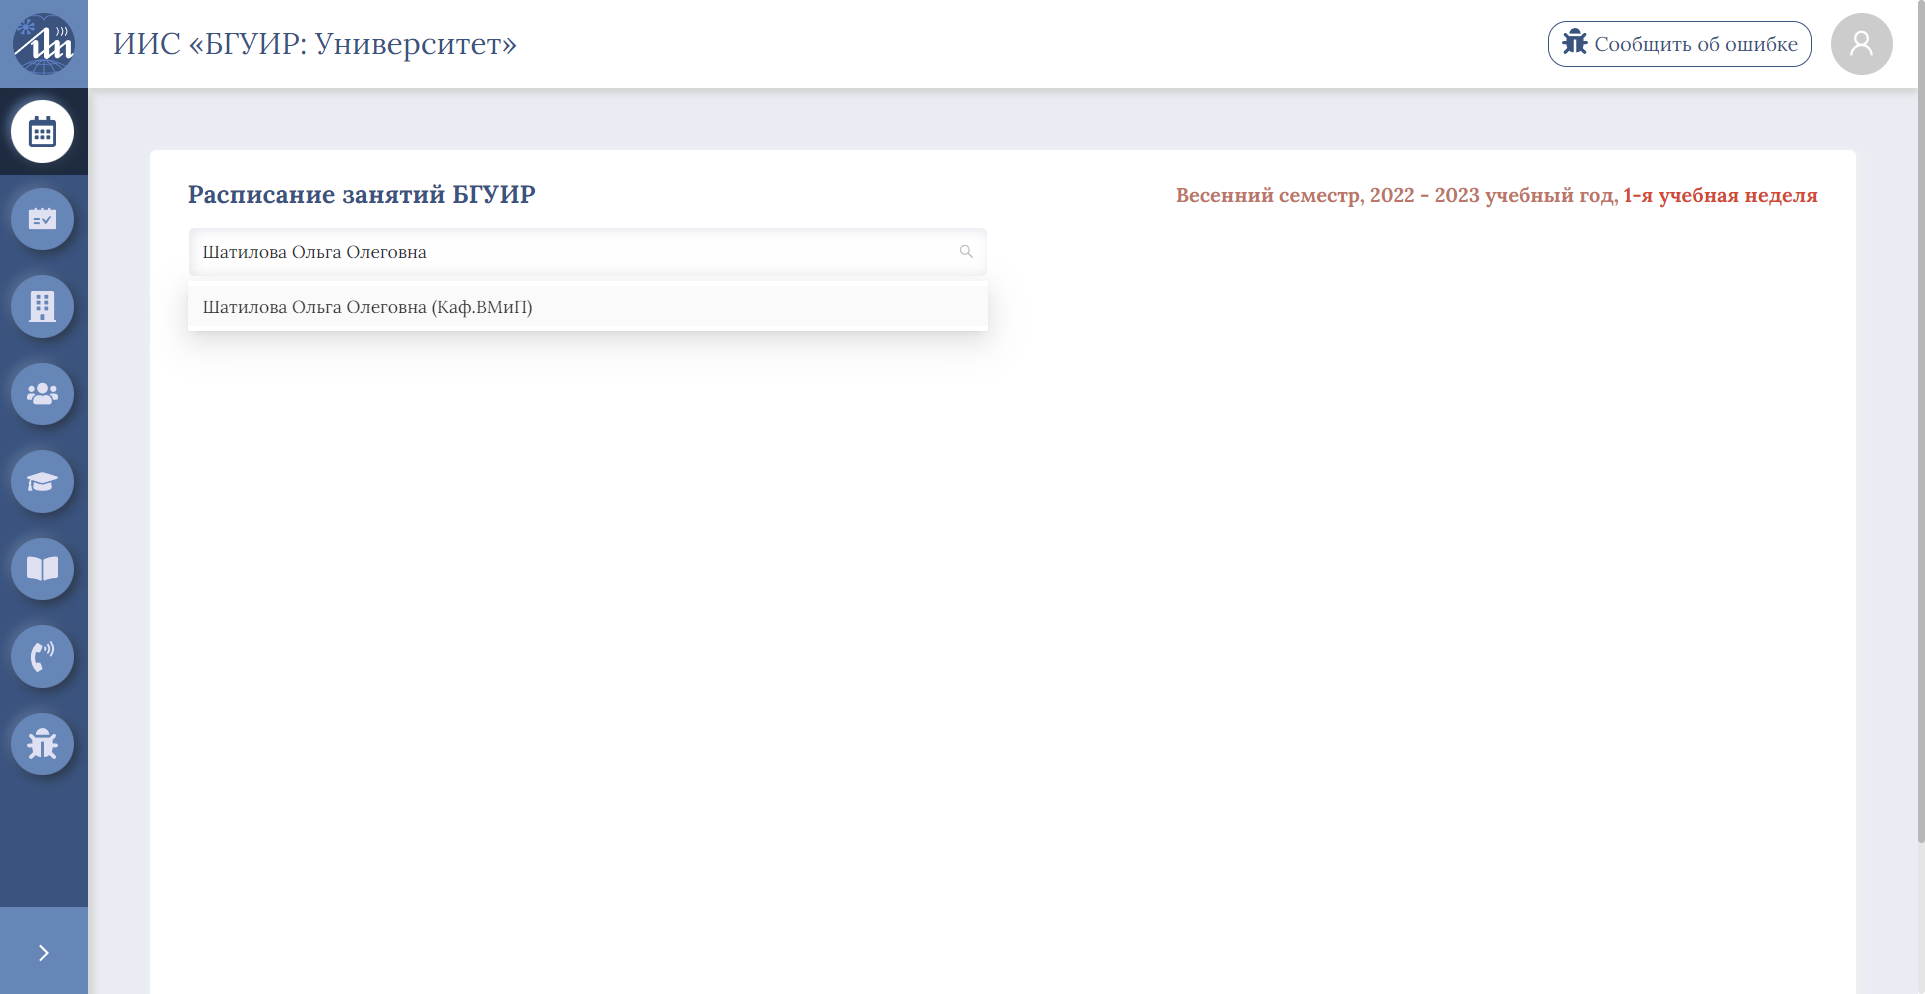 ИИС «БГУИР: Университет»
Сообщить об ошибке
Расписание занятий БГУИР
Весенний семестр, 2022 - 2023 учебный год, 1-я учебная неделя
Шатилова Ольга Олеговна
Шатилова Ольга Олеговна (Каф.ВМиП)